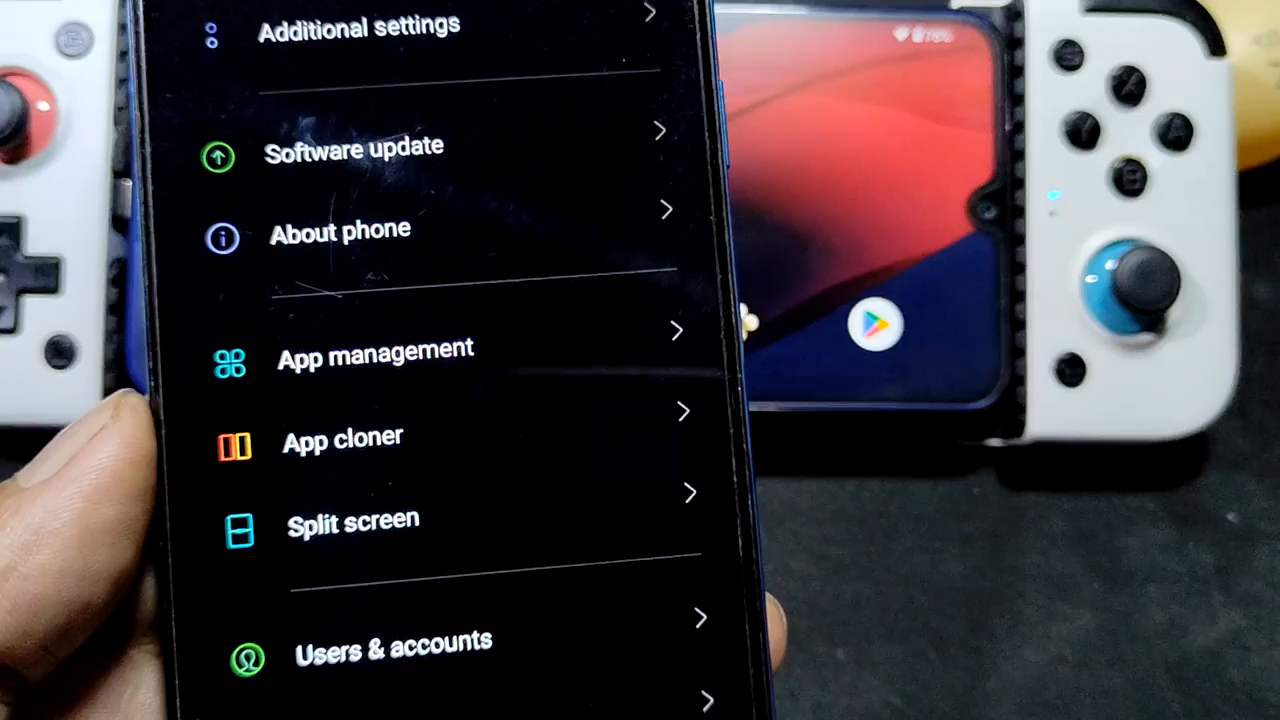 Additional settings
Software update
About phone
App management
App cloner
Split screen
Users & accounts
X
A
B